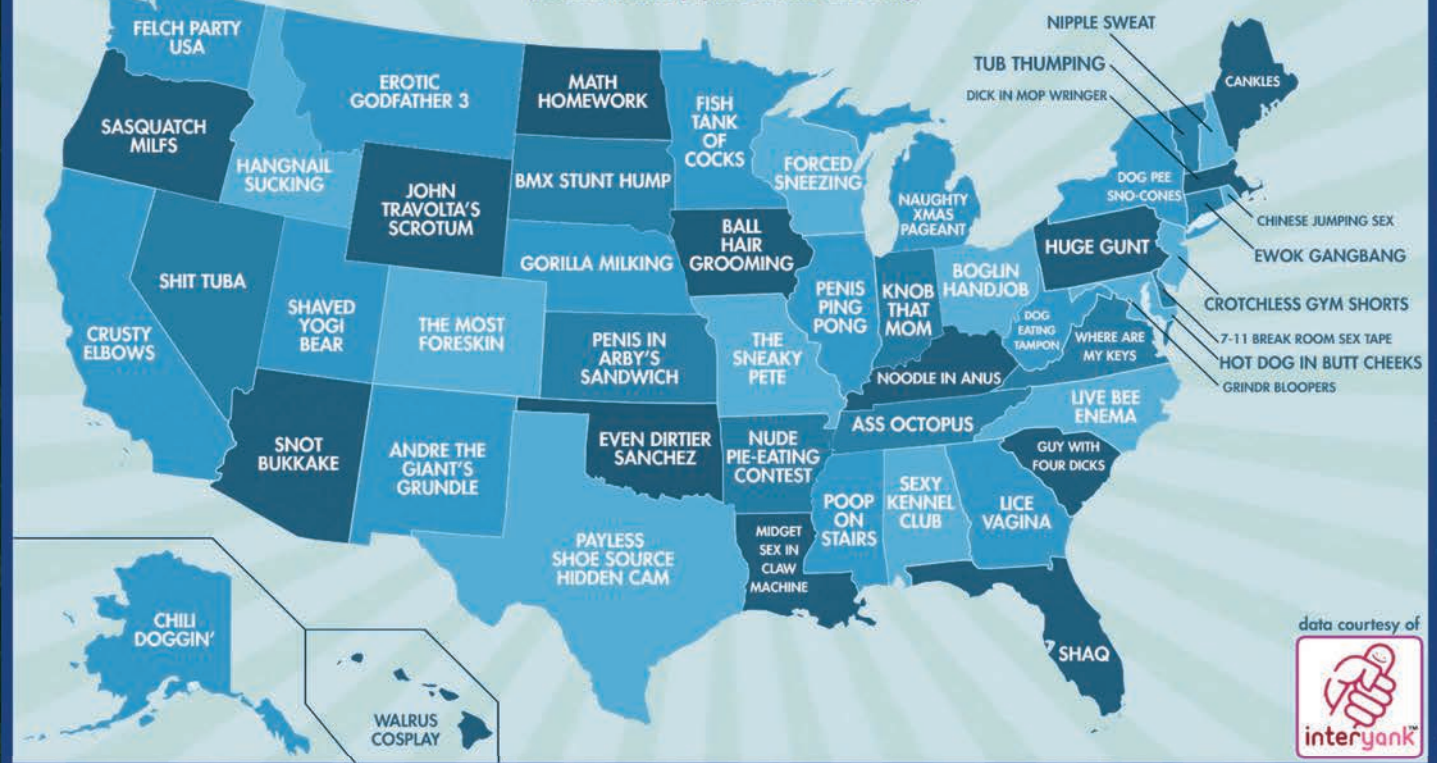 FELCH PARTY
USA
SASQUATCH
MILFS
EROTIC
GODFATHER 3
HANGNAIL
SUCKING
MATH
HOMEWORK
JOHN
TRAVOLTA'S
SCROTUM
BMX STUNT HUMP
FISH
TANK
OF
COCKS
FORCED
SNEEZING
NAUGHTY
XMAS
PAGEANT
NIPPLE SWEAT
TUB THUMPING
DICK IN MOP WRINGER
CANKLES
DOG PEE
SNO-CONES
CHINESE JUMPING SEX
EWOK GANGBANG
HUGE GUNT
CROTCHLESS GYM SHORTS
7-11 BREAK ROOM SEX TAPE
HOT DOG IN BUTT CHEEKS
GRINDR BLOOPERS
CRUSTY
ELBOWS
SHIT TUBA
SHAVED
YOGI
BEAR
THE MOST
FORESKIN
GORILLA MILKING
BALL
HAIR
GROOMING
PENIS
PING
PONG
KNOB
THAT
MOM
BOGLIN
HANDJOB
DOG
EATING
TAMPON
WHERE ARE
MY KEYS
PENIS IN
ARBY'S
SANDWICH
THE
SNEAKY
PETE
NOODLE IN ANUS
LIVE BEE
ENEMA
ASS OCTOPUS
SNOT
BUKKAKE
ANDRE THE
GIANT'S
GRUNDLE
EVEN DIRTIER
SANCHEZ
NUDE
PIE-EATING
CONTEST
GUY WITH
FOUR DICKS
POOP
ON
STAIRS
SEXY
KENNEL
CLUB
LICE
VAGINA
PAYLESS
SHOE SOURCE
HIDDEN CAM
MIDGET
SEX IN
CLAW
MACHINE
SHAQ
CHILI
DOGGIN'
WALRUS
COSPLAY
data courtesy of
interyank™